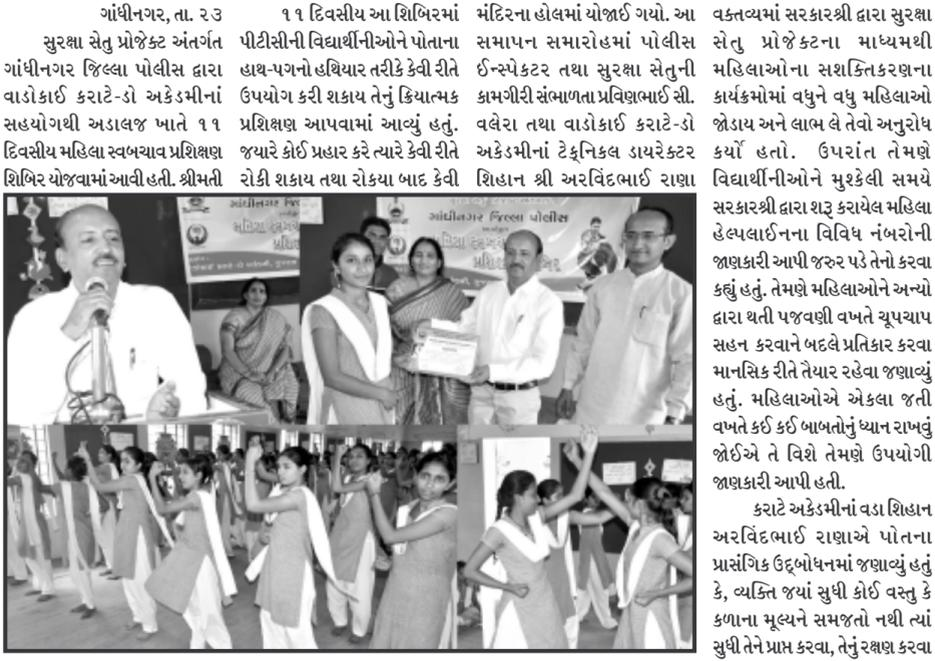 ગાંધીનગર, તા. ૨૩
સુરક્ષા સેતુ પ્રોજેક્ટ અંતર્ગત
ગાંધીનગર જિલ્લા પોલીસ દ્વારા
વાડોકાઈ કરાટે-ડો અકેડમીનાં
સહયોગથી અડાલજ ખાતે ૧૧
દિવસીય મહિલા સ્વબચાવ પ્રશિક્ષણ
શિબિર યોજવામાં આવી હતી. શ્રીમતી
૧૧ દિવસીય આ શિબિરમાં
પીટીસીની વિદ્યાર્થીનીઓને પોતાના
હાથ-પગનો હથિયાર તરીકે કેવી રીતે
ઉપયોગ કરી શકાય તેનું ક્રિયાત્મક
પ્રશિક્ષણ આપવામાં આવ્યું હતું.
જયારે કોઈ પ્રહાર કરે ત્યારે કેવી રીતે
રોકી શકાય તથા રોકયા બાદ કેવી
મંદિરના હોલમાં યોજાઈ ગયો. આ
સમાપન સમારોહમાં પોલીસ
ઈન્સ્પેકટર તથા સુરક્ષા સેતુની
કામગીરી સંભાળતા પ્રવિણભાઈ સી.
વલેરા તથા વાડોકાઈ કરાટે-ડો
અકેડમીનાં ટેક્નિકલ ડાયરેકટર
શિહાન શ્રી અરવિંદભાઈ રાણા
વક્તવ્યમાં સરકારશ્રી દ્વારા સુરક્ષા
સેતુ પ્રોજેક્ટના માધ્યમથી
મહિલાઓના સશક્તિકરણના
કાર્યક્રમોમાં વધુને વધુ મહિલાઓ
જોડાય અને લાભ લે તેવો અનુરોધ
કર્યો હતો. ઉપરાંત તેમણે
વિદ્યાર્થીનીઓને મુશ્કેલી સમયે
સરકારશ્રી દ્વારા શરૂ કરાયેલ મહિલા
હેલ્પલાઈનના વિવિધ નંબરોની
જાણકારી આપી જરુર પડે તેનો કરવા
કહ્યું હતું. તેમણે મહિલાઓને અન્યો
દ્વારા થતી પજવણી વખતે ચૂપચાપ
સહન કરવાને બદલે પ્રતિકાર કરવા
માનસિક રીતે તૈયાર રહેવા જણાવ્યું
હતું. મહિલાઓએ એકલા જતી
વખતે કઈ કઈ બાબતોનું ધ્યાન રાખવું
જોઈએ તે વિશે તેમણે ઉપયોગી
જાણકારી આપી હતી.
કરાટે અકેડમીનાં વડા શિહાન
અરવિંદભાઈ રાણાએ પોતના
પ્રાસંગિક ઉદ્બોધનમાં જણાવ્યું હતું
કે, વ્યક્તિ જયાં સુધી કોઈ વસ્તુ કે
કળાના મૂલ્યને સમજતો નથી ત્યાં
સુધી તેને પ્રાપ્ત કરવા, તેનું રક્ષણ કરવા
ગાંધીનગર જિલ્લા પોલીસ